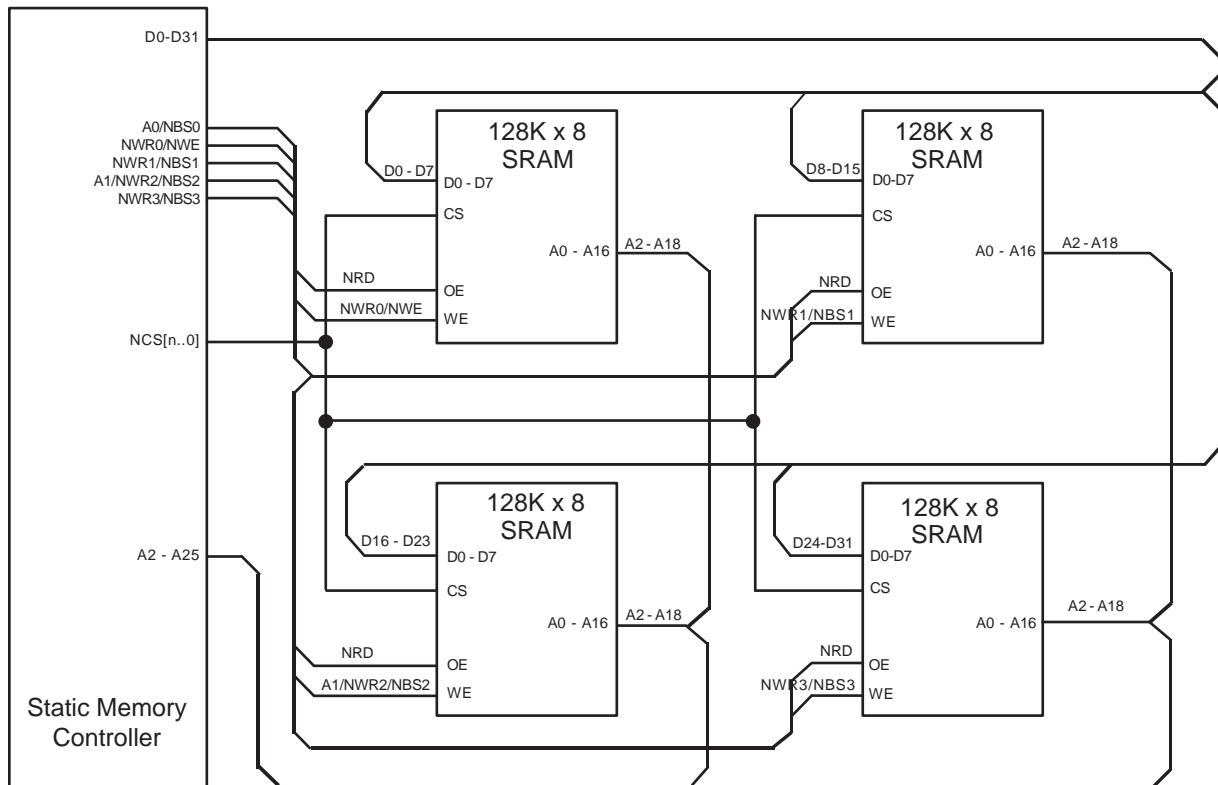 D0-D31
A0/NBS0
NWR0/NWE
NWR1/NBS1
A1/NWR2/NBS2
NWR3/NBS3
NCS[n..0]
A2 - A25
Static Memory
Controller
128K x 8
SRAM
D0 - D7
D0 - D7
CS
A0 - A16
A2 - A18
NRD
OE
NWR0/NWE
WE
128K x 8
SRAM
D8-D15
D0-D7
CS
A0 - A16
A2 - A18
NRD
OE
NWR1/NBS1
WE
128K x 8
SRAM
D16 - D23
D0 - D7
CS
A0 - A16
A2 - A18
NRD
OE
A1/NWR2/NBS2
WE
128K x 8
SRAM
D24-D31
D0-D7
CS
A0 - A16
A2 - A18
NRD
OE
NWR3/NBS3
WE